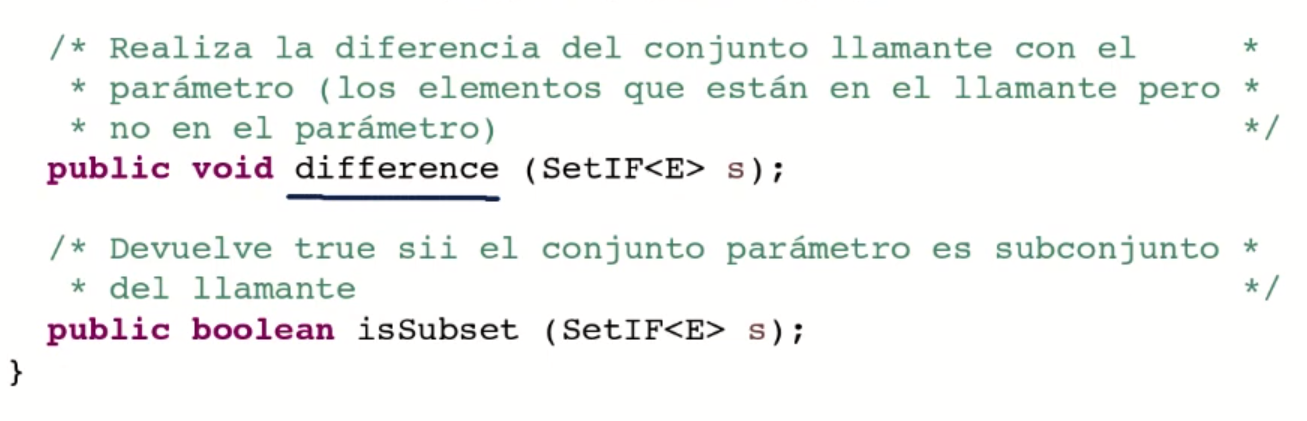 /* Realiza la diferencia del conjunto llamante con el *
* parámetro (los elementos que están en el llamante pero *
* no en el parámetro) */
public void difference (SetIF<E> s);
/* Devuelve true sii el conjunto parámetro es subconjunto *
* del llamante */
public boolean isSubset (SetIF<E> s);
}